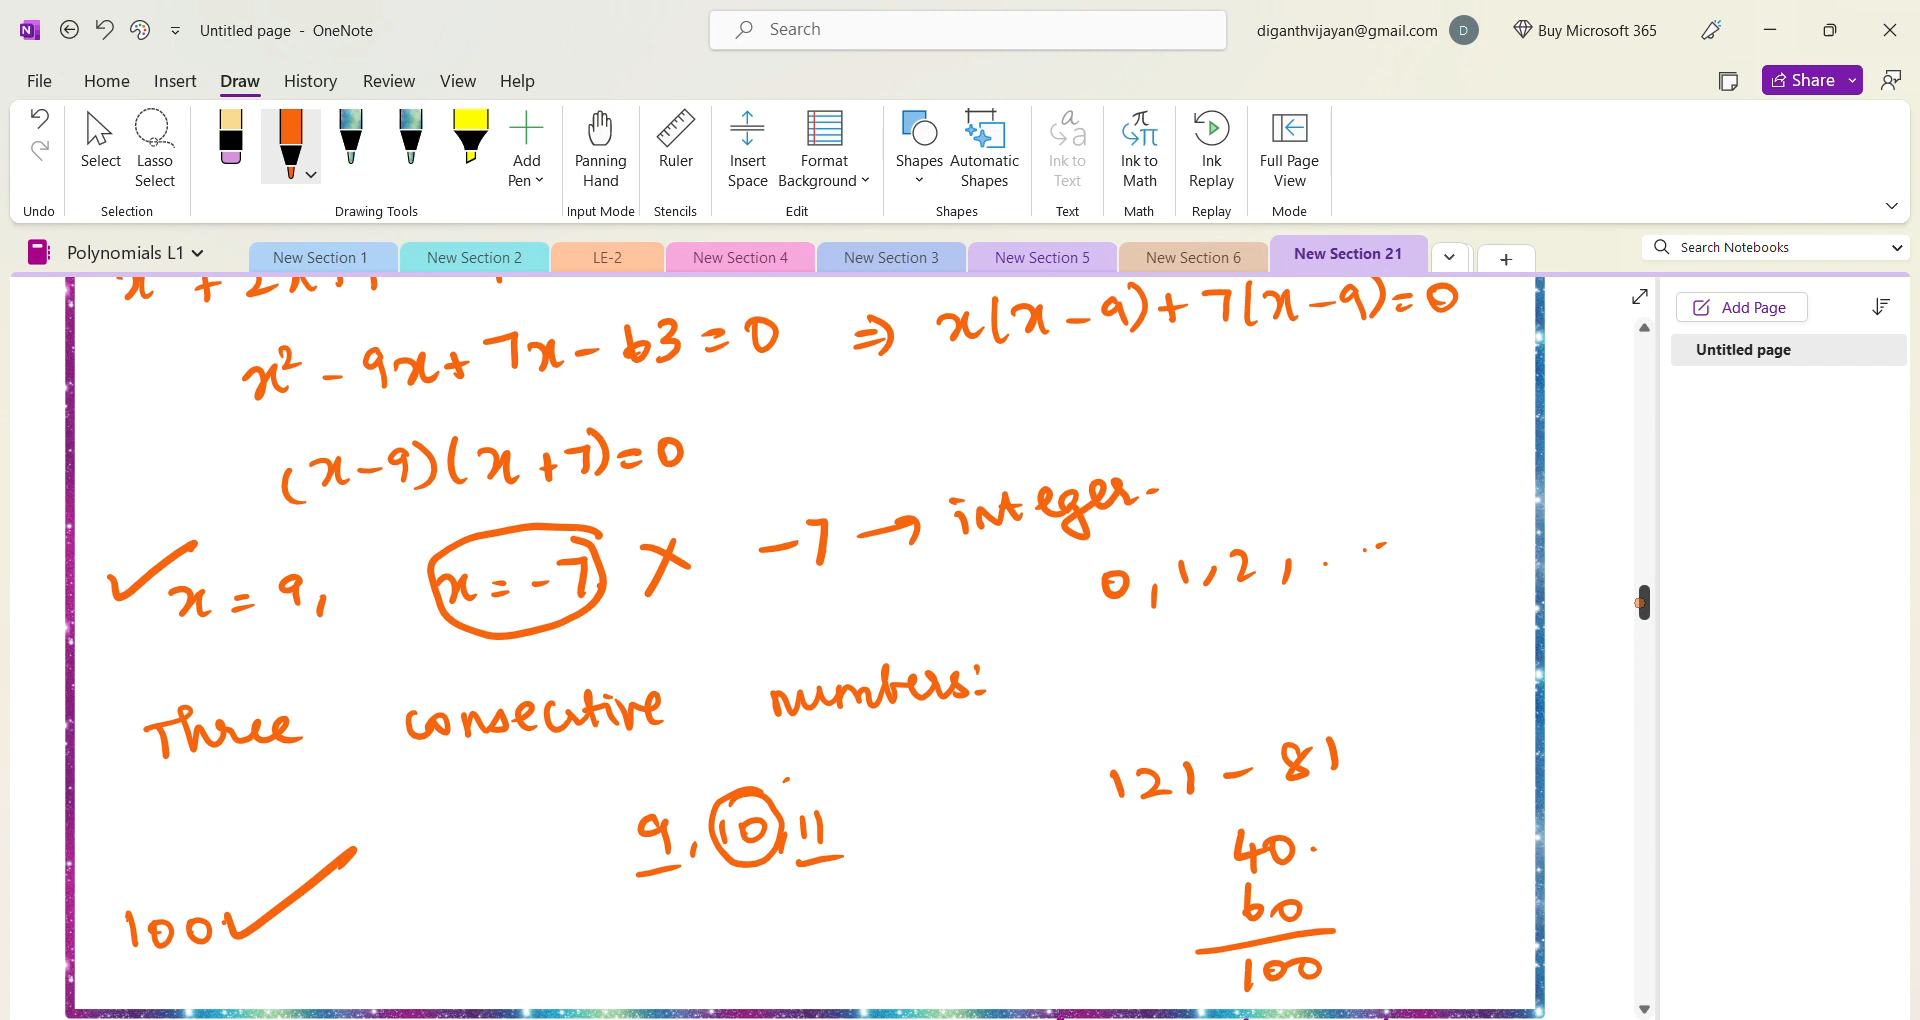 Untitled page - OneNote
Search
diganthvijayan@gmail.com
D
Buy Microsoft 365
File Home Insert Draw History Review View Help
Share
Select
Lasso Select
Add Pen
Panning Hand
Ruler
Insert Space
Format Background
Shapes
Automatic Shapes
Ink to Text
Ink to Math
Ink Replay
Full Page View
Undo Selection Drawing Tools Input Mode Stencils Edit Shapes Text Math Replay Mode
Polynomials L1
New Section 1 New Section 2 LE-2 New Section 4 New Section 3 New Section 5 New Section 6 New Section 21
Search Notebooks
Add Page
Untitled page
x² - 9x + 7x - 63 = 0 ⇒ x(x-9) + 7(x-9) = 0
(x-9)(x+7) = 0
x = 9, x = -7 ✗ -7 → integer.
0, 1, 2, ...
Three consecutive numbers:
121 - 81
9, 10, 11
40.
60
100✓
100